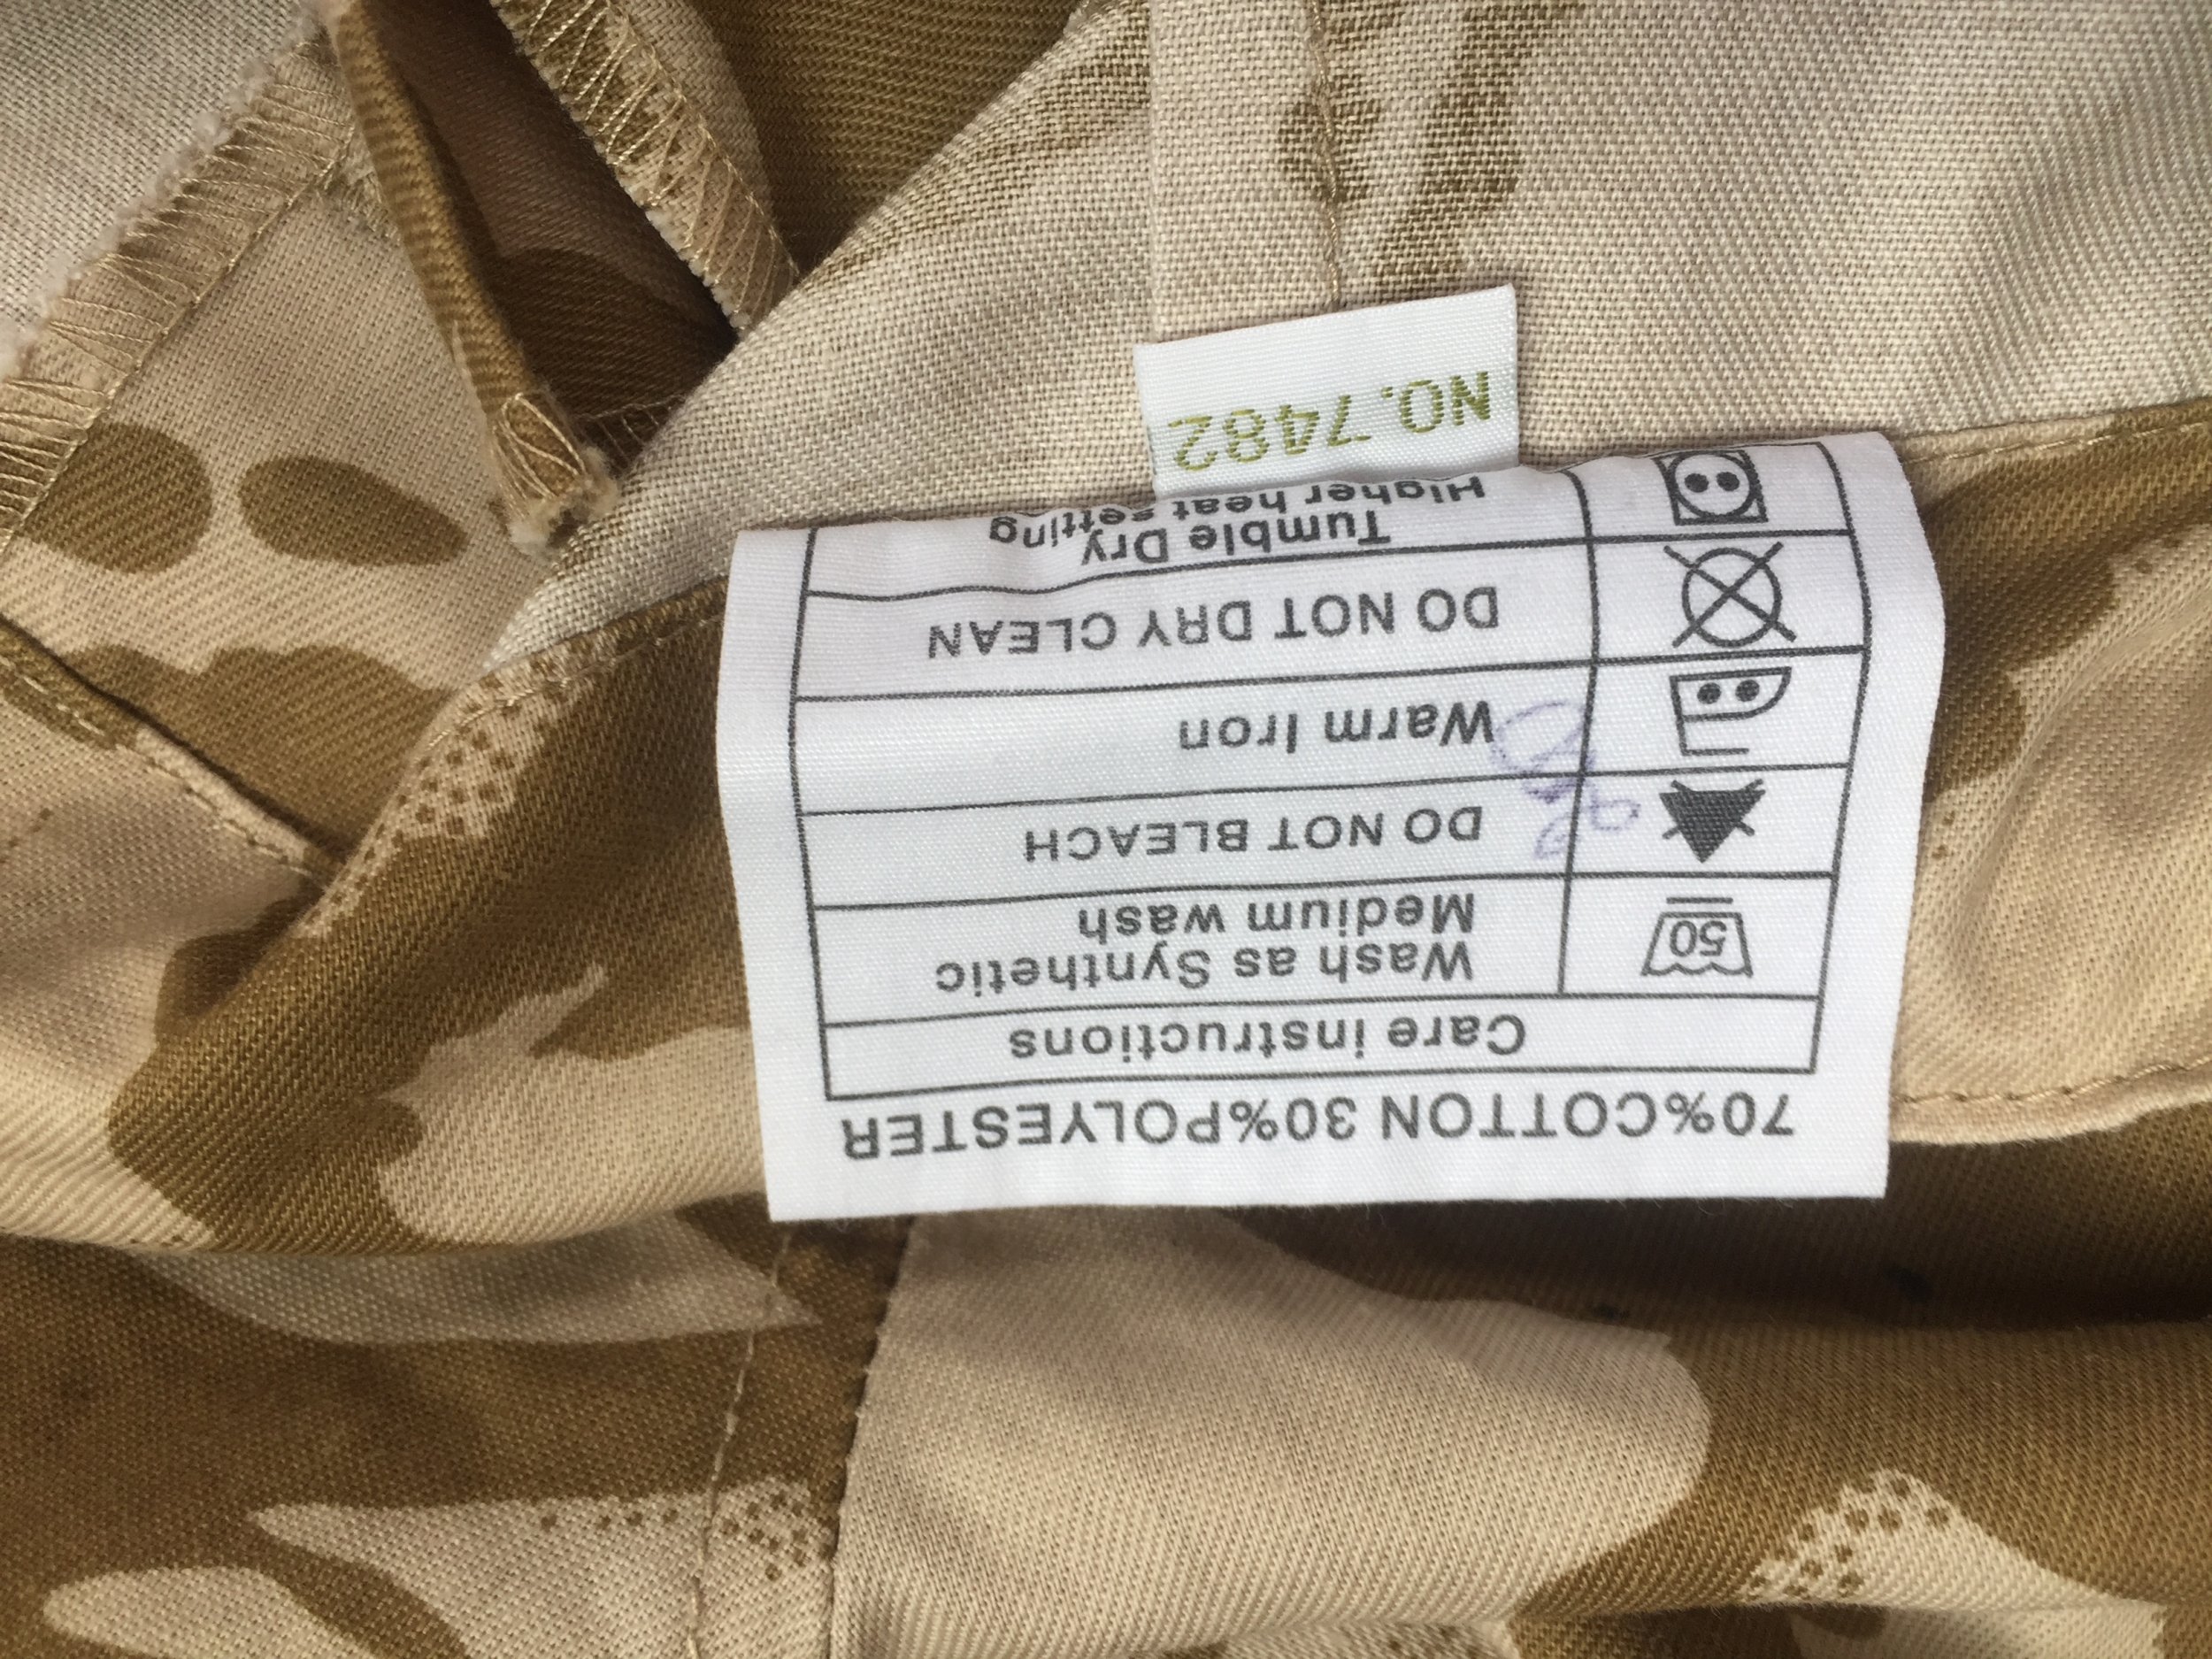 70%COTTON 30%POLYESTER
Care instructions
50
Wash as Synthetic
Medium wash
DO NOT BLEACH
Warm Iron
DO NOT DRY CLEAN
Tumble Dry
Higher heat setting
NO.7482